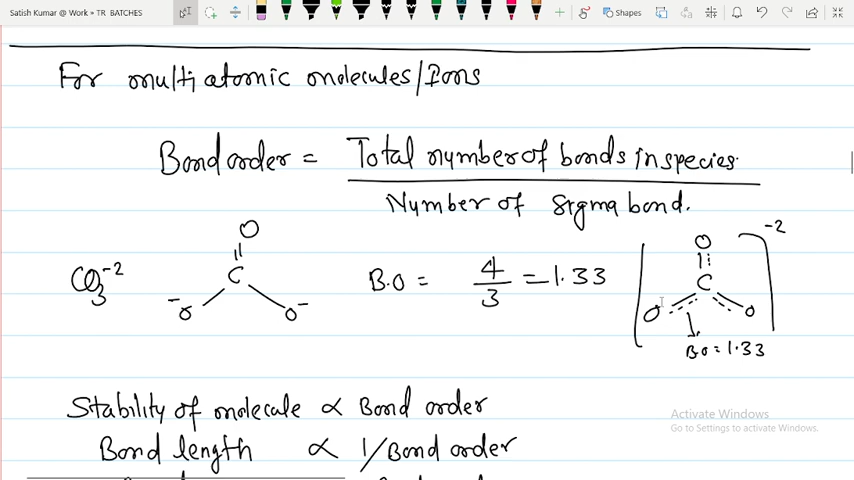 Satish Kumar @ Work » TR BATCHES
Shapes
For multi atomic molecules/Ions
Bond order = Total number of bonds in species.
Number of Sigma bond.
CO3-2
O
C
-O O-
B.O = 4/3 = 1.33
-2
O
C
O O
B.O = 1.33
Stability of molecule ∝ Bond order
Bond length ∝ 1/Bond order
Activate Windows
Go to Settings to activate Windows.